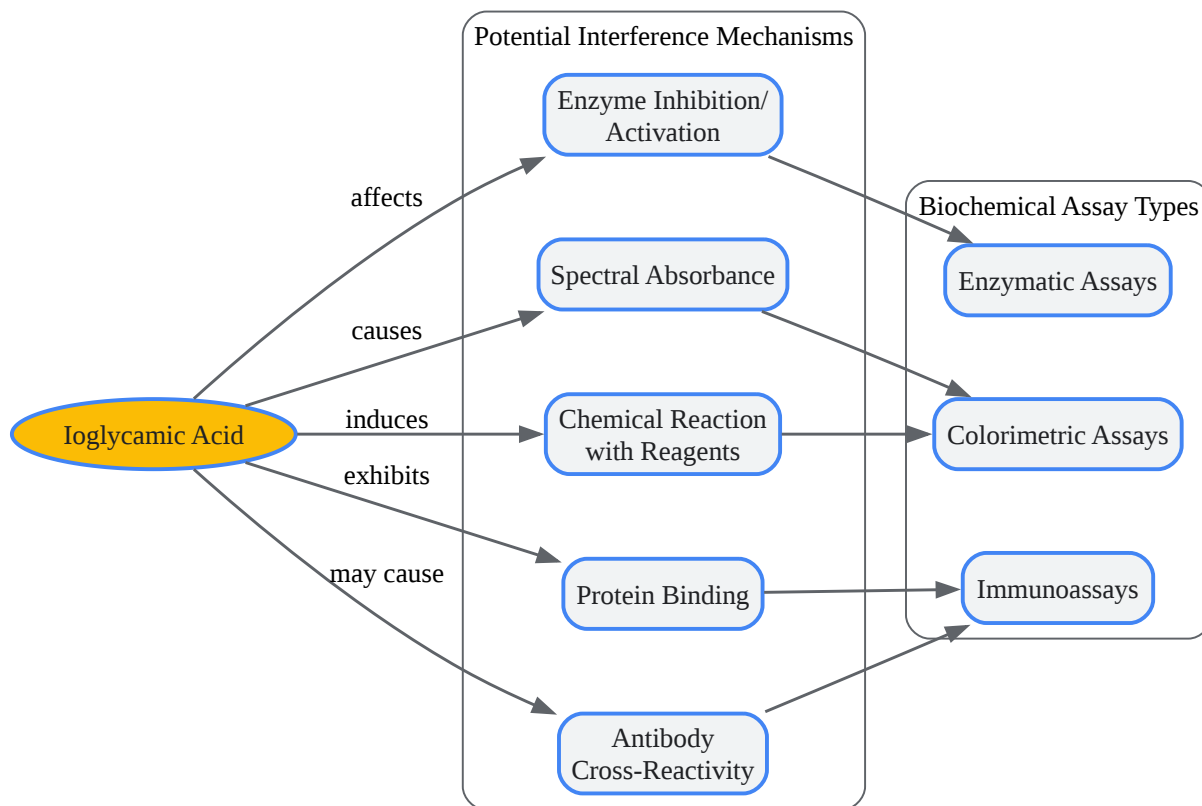 Potential Interference Mechanisms
Enzyme Inhibition/
Activation
affects
Biochemical Assay Types
Spectral Absorbance
Enzymatic Assays
causes
Ioglycamic Acid
induces
Chemical Reaction
with Reagents
Colorimetric Assays
exhibits
may cause
Protein Binding
Immunoassays
Antibody
Cross-Reactivity